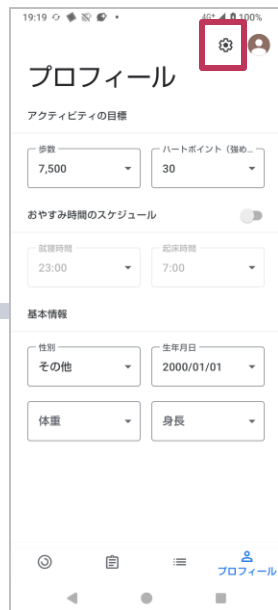 19:19 4G+ 100%
プロフィール
アクティビティの目標
歩数 ハートポイント（強め...
7,500 30
おやすみ時間のスケジュール
就寝時間 起床時間
23:00 7:00
基本情報
性別 生年月日
その他 2000/01/01
体重 身長
プロフィール